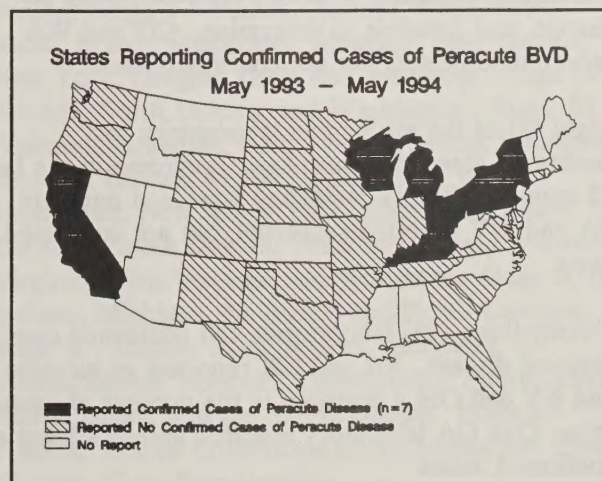 States Reporting Confirmed Cases of Peracute BVD
May 1993 – May 1994
Reported Confirmed Cases of Peracute Disease (n=7)
Reported No Confirmed Cases of Peracute Disease
No Report